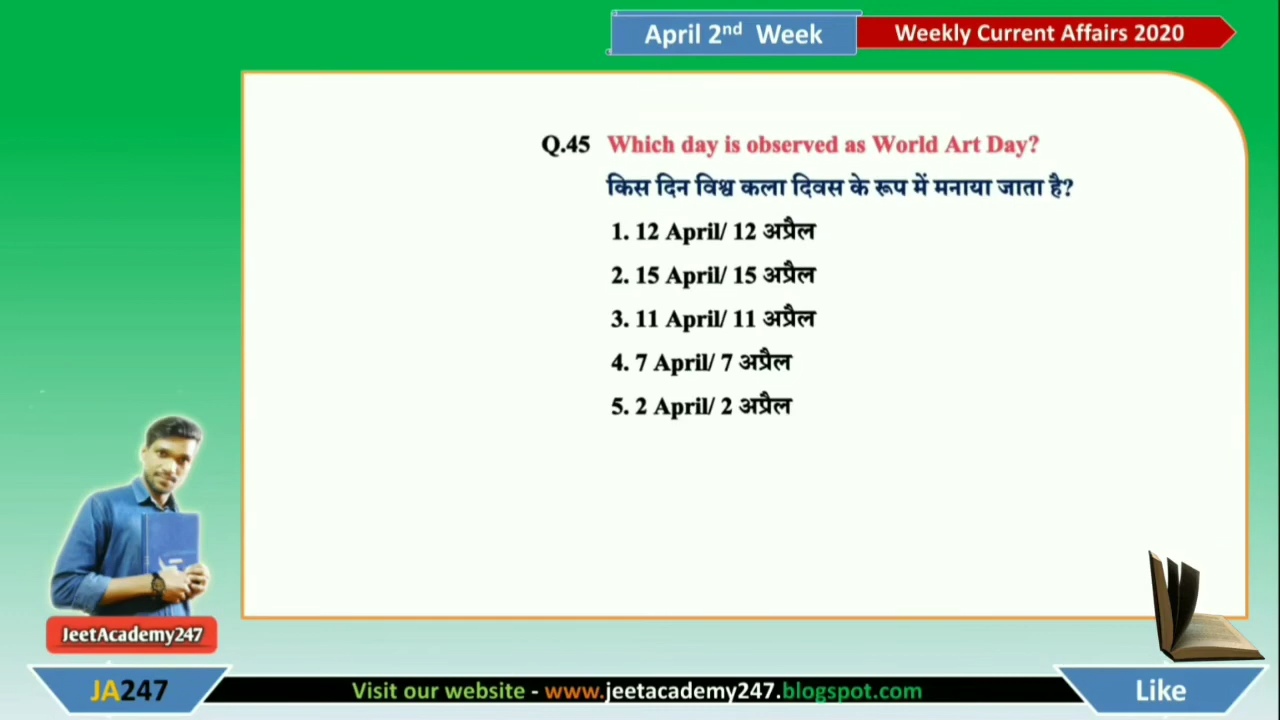 April 2nd Week
Weekly Current Affairs 2020
Q.45 Which day is observed as World Art Day?
किस दिन विश्व कला दिवस के रूप में मनाया जाता है?
1. 12 April/ 12 अप्रैल
2. 15 April/ 15 अप्रैल
3. 11 April/ 11 अप्रैल
4. 7 April/ 7 अप्रैल
5. 2 April/ 2 अप्रैल
JeetAcademy247
JA247
Visit our website - www.jeetacademy247.blogspot.com
Like